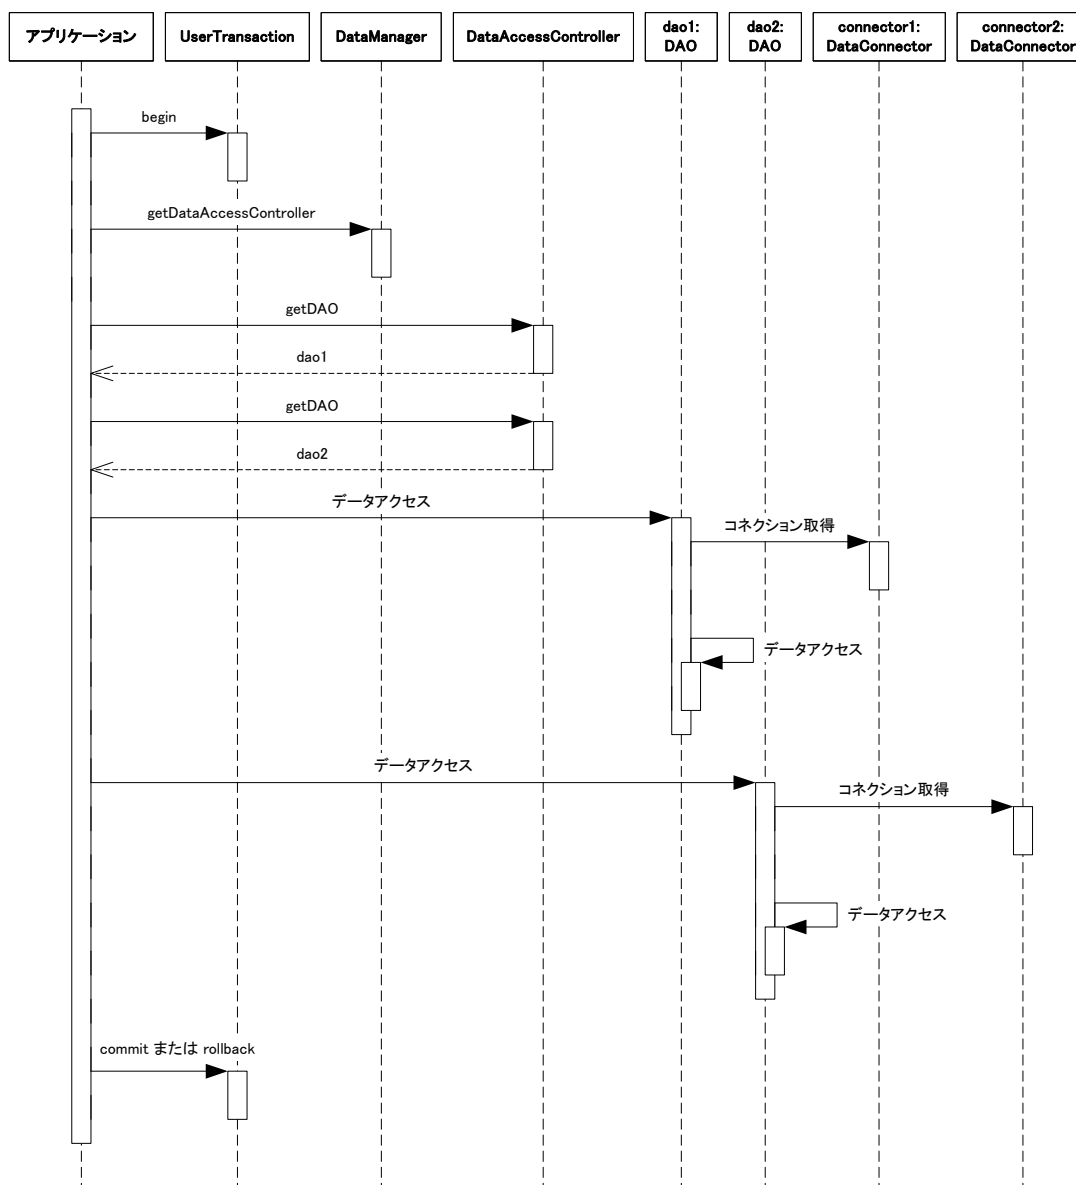 アプリケーション
UserTransaction
DataManager
DataAccessController
dao1:
DAO
dao2:
DAO
connector1:
DataConnector
connector2:
DataConnector
begin
getDataAccessController
getDAO
dao1
getDAO
dao2
データアクセス
コネクション取得
データアクセス
データアクセス
コネクション取得
データアクセス
commit または rollback